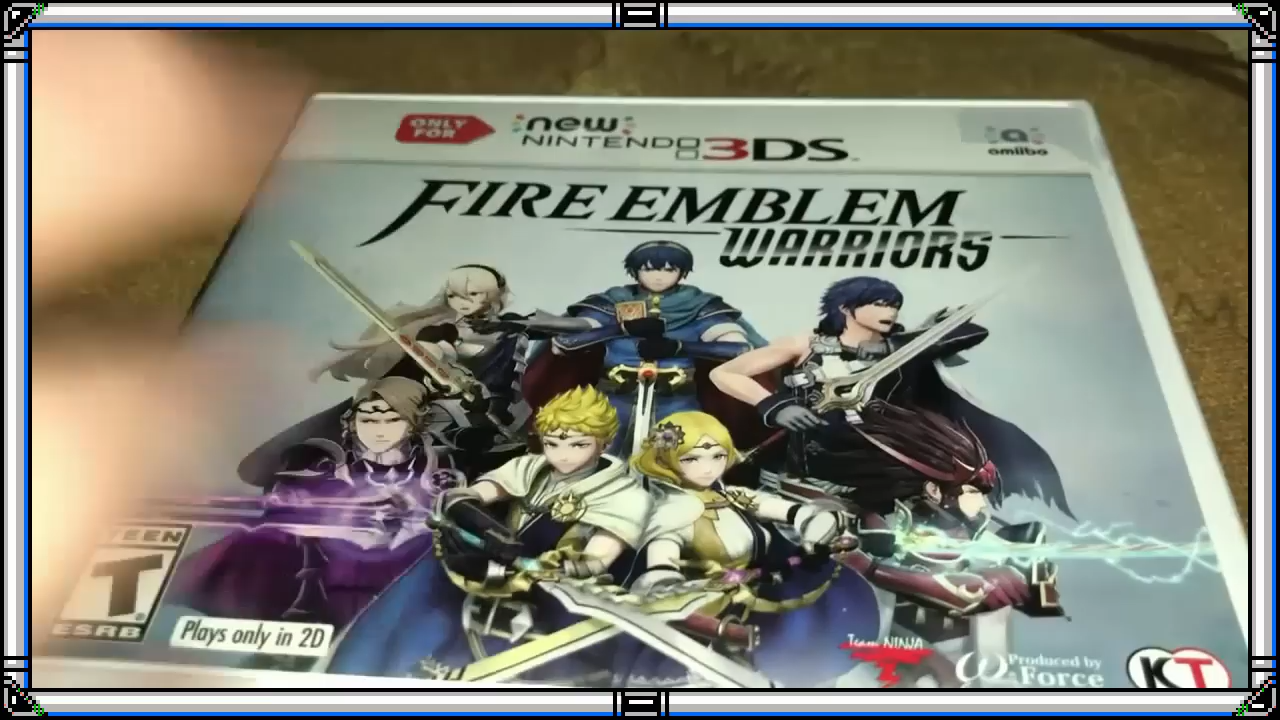 ONLY FOR
new
NINTENDO 3DS™
amiibo
FIRE EMBLEM
WARRIORS
TEEN
T
ESRB
Plays only in 2D
Team NINJA
ω-Force
Produced by
KT